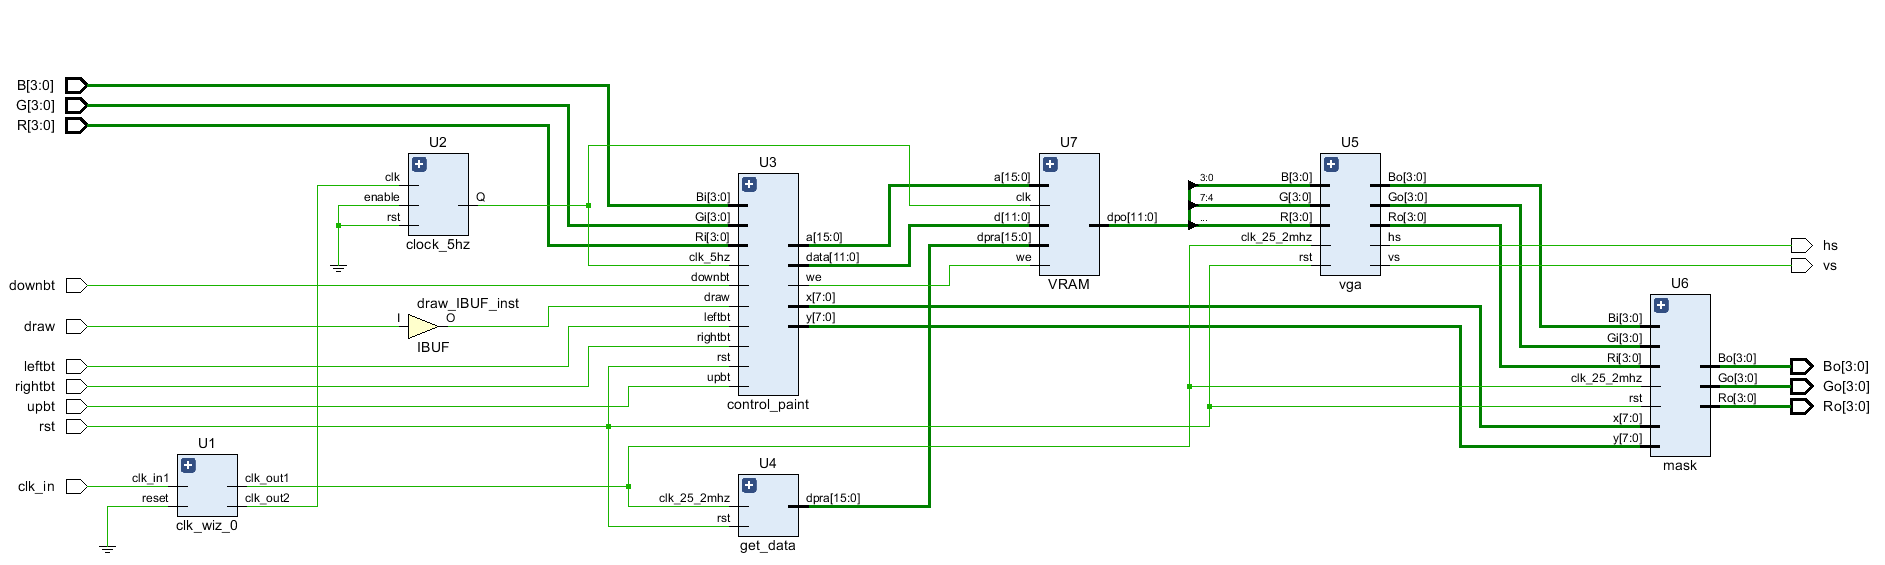 B[3:0]
G[3:0]
R[3:0]
downbt
draw
leftbt
rightbt
upbt
rst
clk_in
U1
clk_in1
reset
clk_out1
clk_out2
clk_wiz_0
U2
clk
enable
rst
Q
clock_5hz
draw_IBUF_inst
I
O
IBUF
U3
Bi[3:0]
Gi[3:0]
Ri[3:0]
clk_5hz
downbt
draw
leftbt
rightbt
rst
upbt
a[15:0]
data[11:0]
we
x[7:0]
y[7:0]
control_paint
U4
clk_25_2mhz
rst
dpra[15:0]
get_data
U7
a[15:0]
clk
d[11:0]
dpra[15:0]
we
dpo[11:0]
VRAM
3:0
7:4
...
U5
B[3:0]
G[3:0]
R[3:0]
clk_25_2mhz
rst
Bo[3:0]
Go[3:0]
Ro[3:0]
hs
vs
vga
U6
Bi[3:0]
Gi[3:0]
Ri[3:0]
clk_25_2mhz
rst
x[7:0]
y[7:0]
Bo[3:0]
Go[3:0]
Ro[3:0]
mask
hs
vs
Bo[3:0]
Go[3:0]
Ro[3:0]